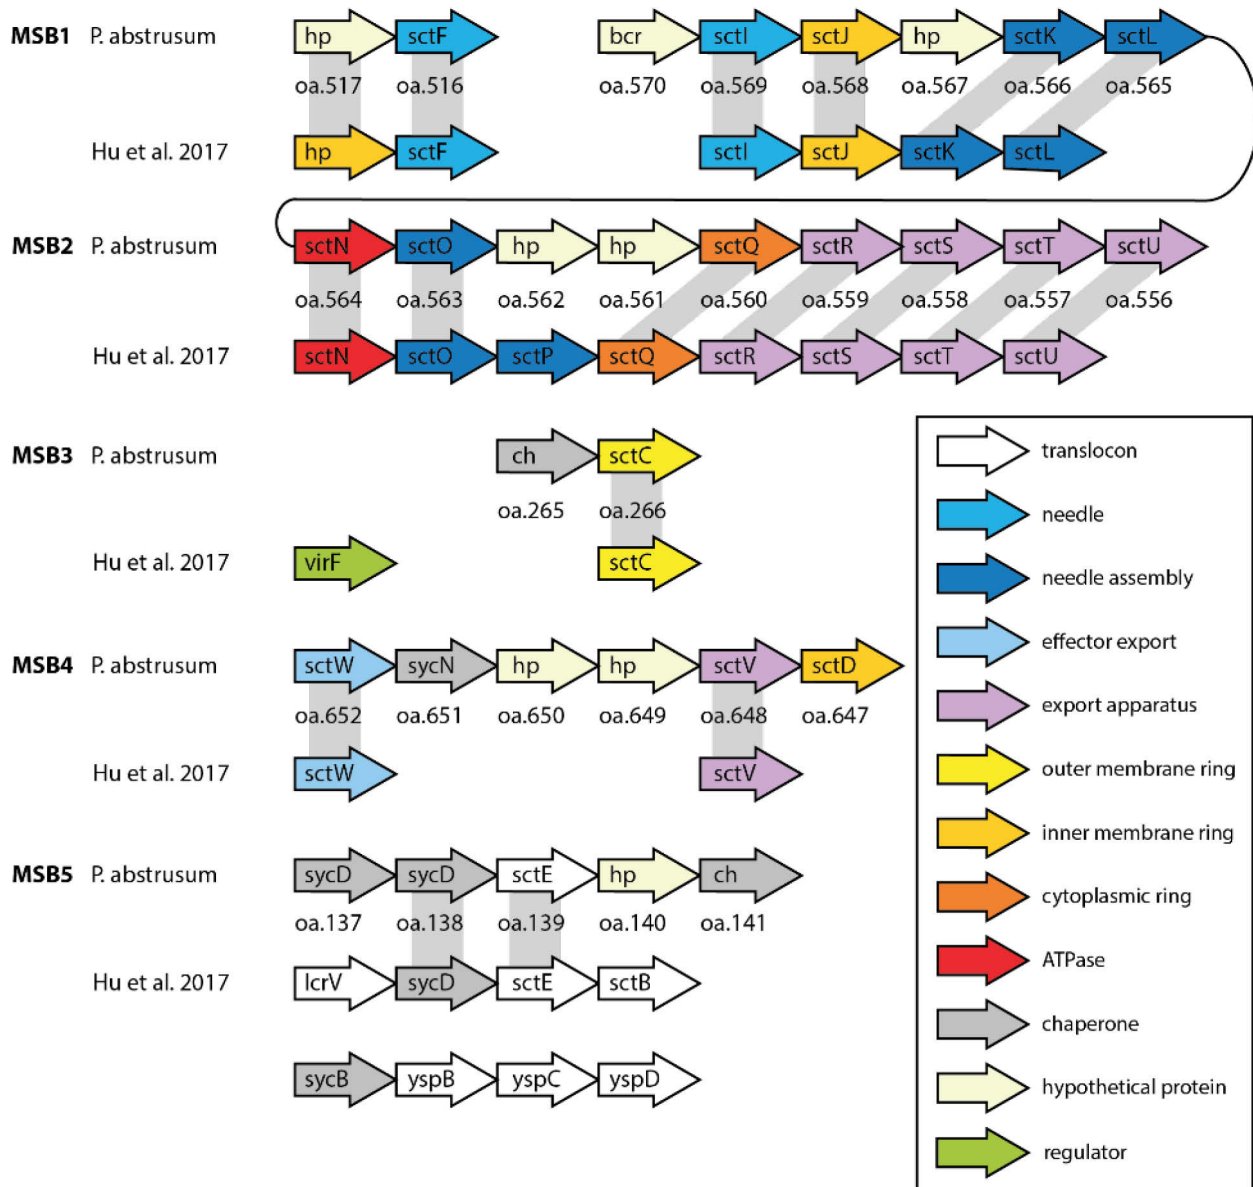 MSB1 P. abstrusum hp sctF bcr sctI sctJ hp sctK sctL
oa.517 oa.516 oa.570 oa.569 oa.568 oa.567 oa.566 oa.565
Hu et al. 2017 hp sctF sctI sctJ sctK sctL
MSB2 P. abstrusum sctN sctO hp hp sctQ sctR sctS sctT sctU
oa.564 oa.563 oa.562 oa.561 oa.560 oa.559 oa.558 oa.557 oa.556
Hu et al. 2017 sctN sctO sctP sctQ sctR sctS sctT sctU
MSB3 P. abstrusum ch sctC
oa.265 oa.266
Hu et al. 2017 virF sctC
MSB4 P. abstrusum sctW sycN hp hp sctV sctD
oa.652 oa.651 oa.650 oa.649 oa.648 oa.647
Hu et al. 2017 sctW sctV
MSB5 P. abstrusum sycD sycD sctE hp ch
oa.137 oa.138 oa.139 oa.140 oa.141
Hu et al. 2017 lcrV sycD sctE sctB
sycB yspB yspC yspD
translocon
needle
needle assembly
effector export
export apparatus
outer membrane ring
inner membrane ring
cytoplasmic ring
ATPase
chaperone
hypothetical protein
regulator